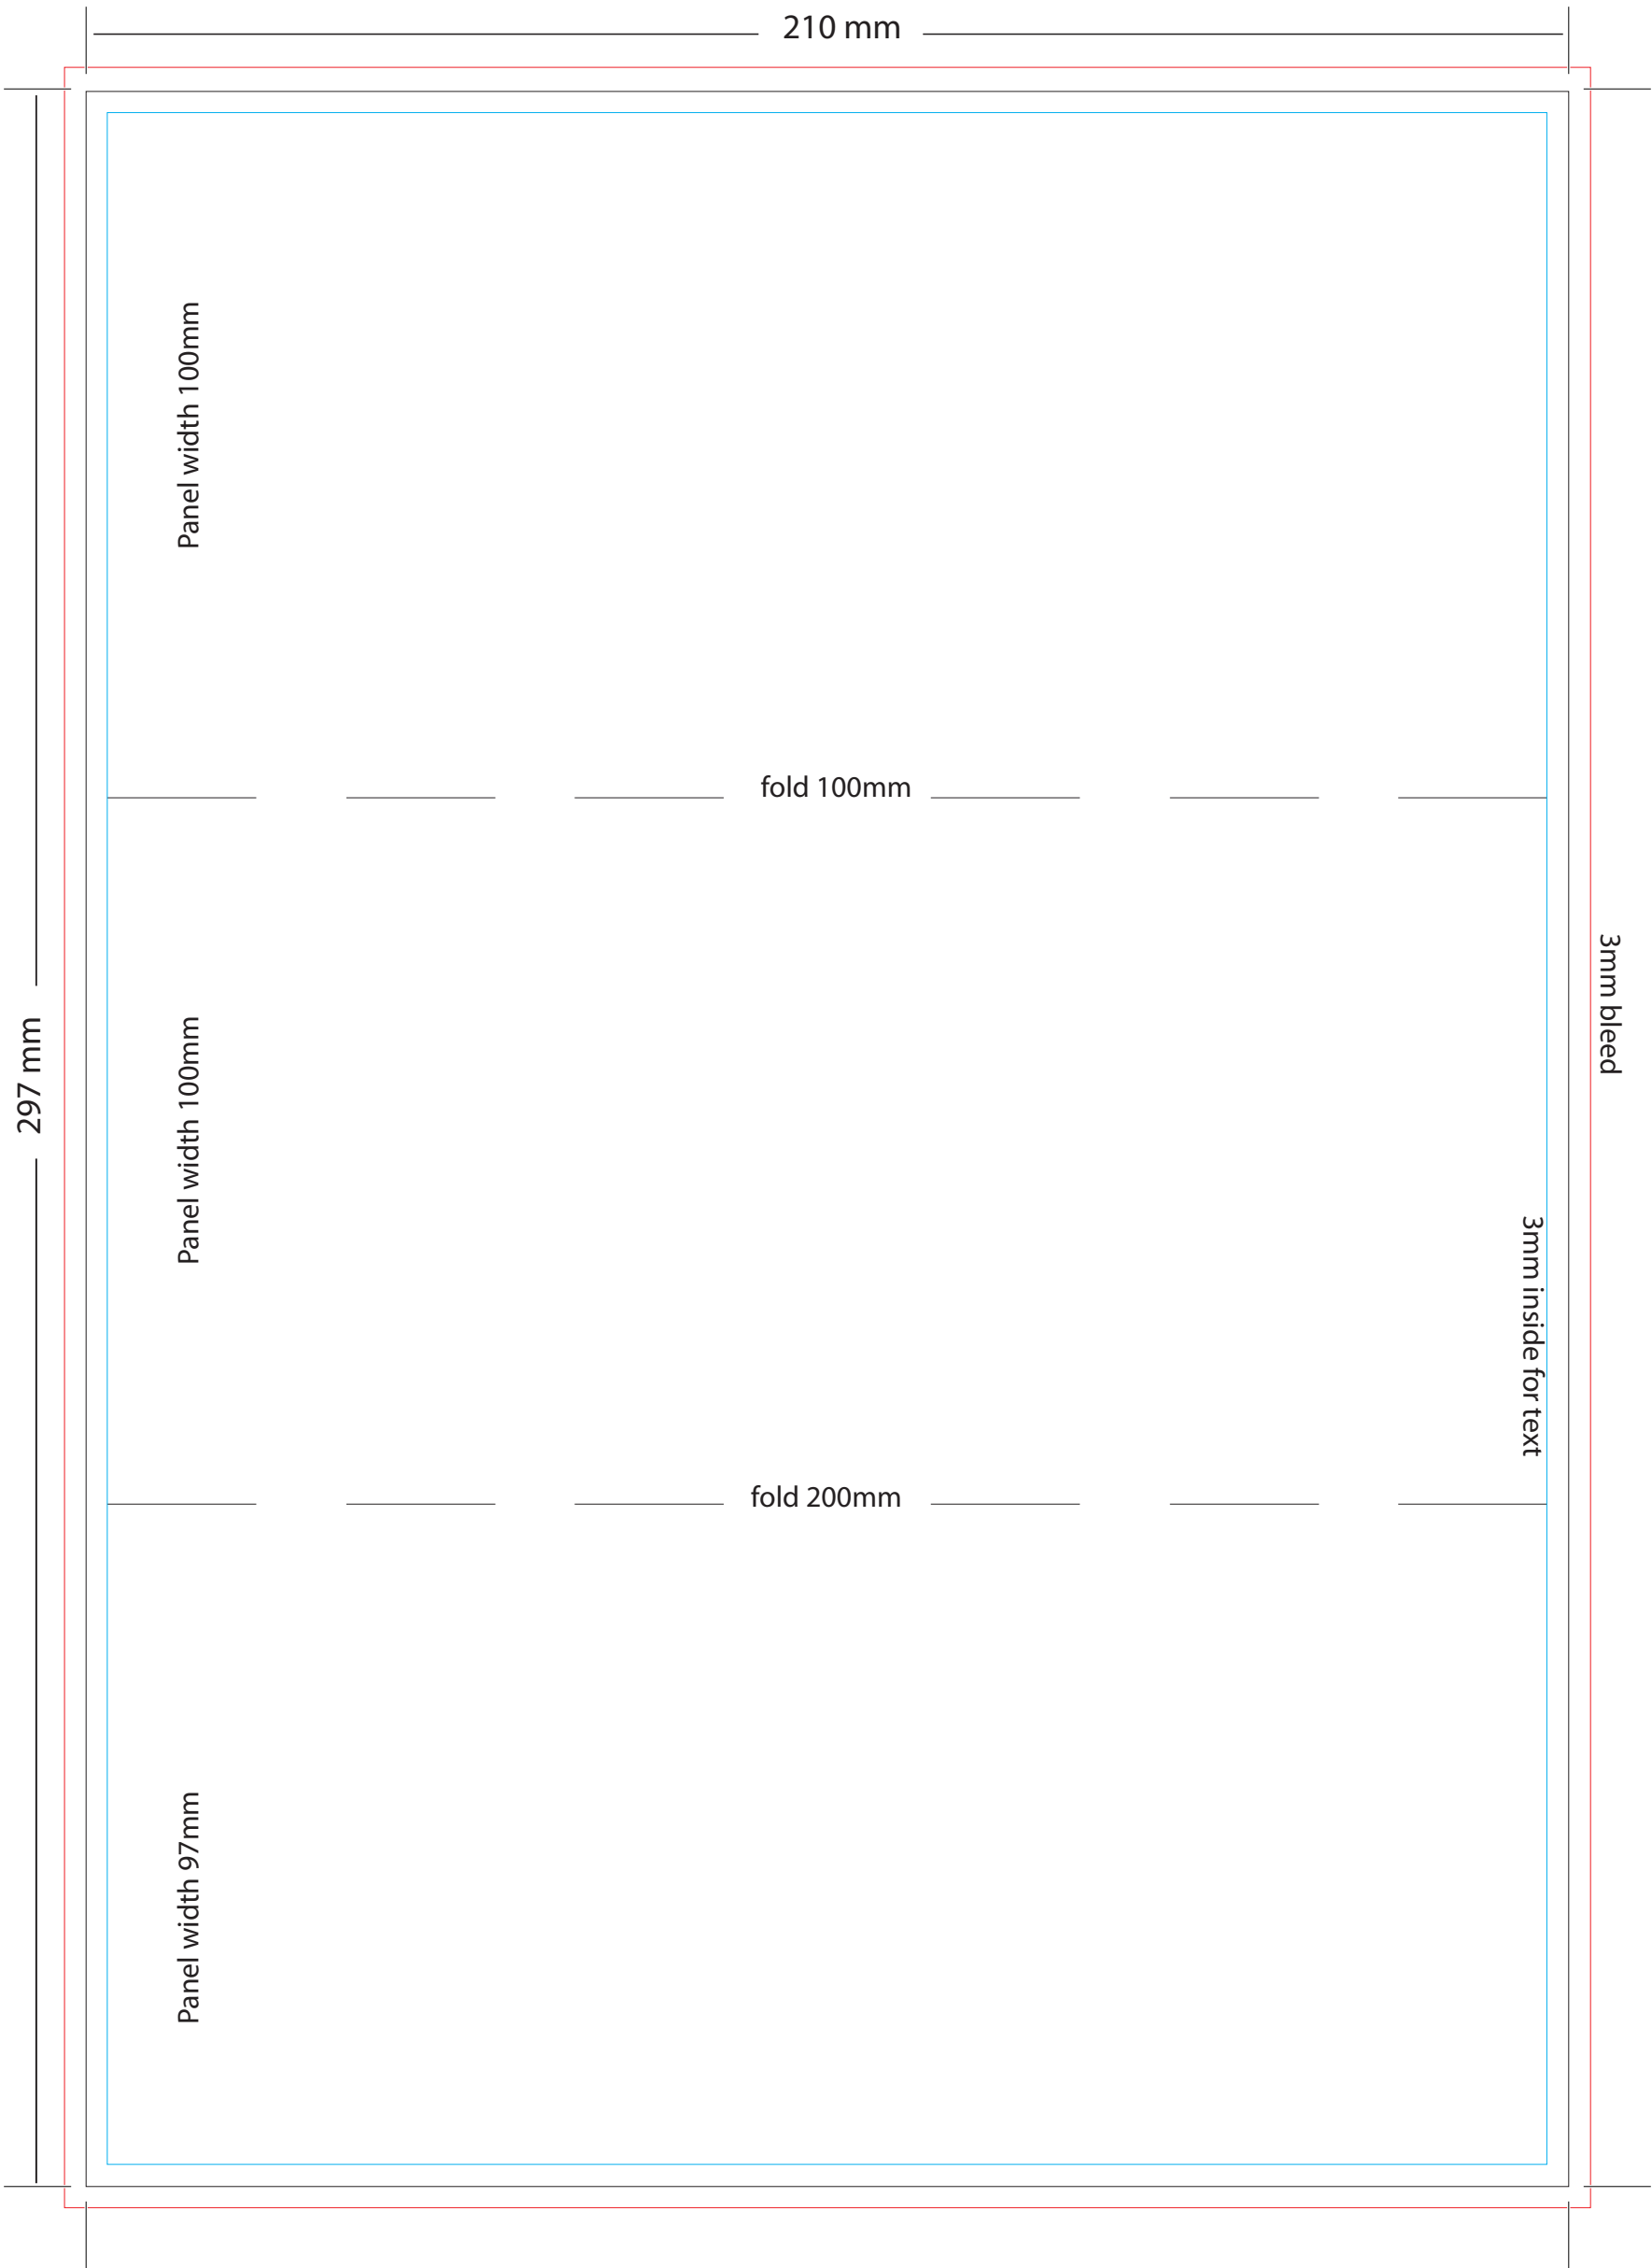 210 mm
Panel width 100mm
fold 100mm
3mm bleed
297 mm
Panel width 100mm
3mm inside for text
fold 200mm
Panel width 97mm